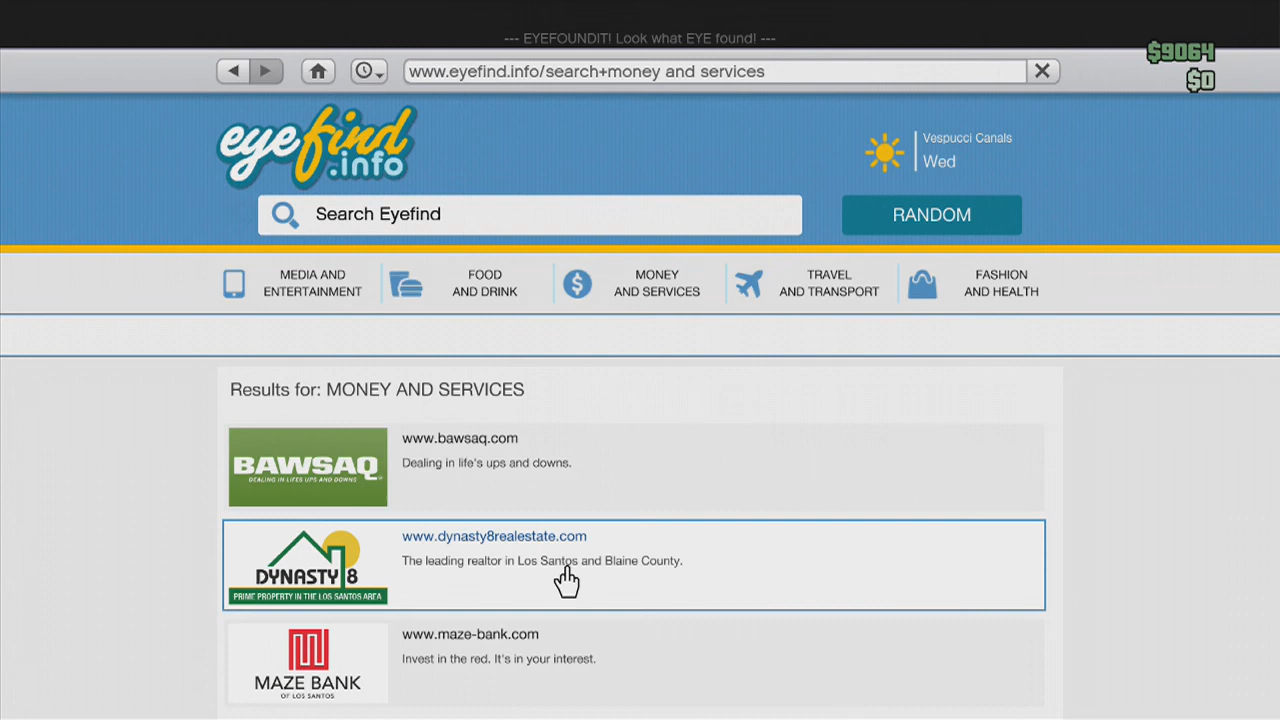 --- EYEFOUNDIT! Look what EYE found! ---
$9064
www.eyefind.info/search+money and services
$0
eyefind
.info
Vespucci Canals
Wed
Search Eyefind
RANDOM
MEDIA AND
ENTERTAINMENT
FOOD
AND DRINK
MONEY
AND SERVICES
TRAVEL
AND TRANSPORT
FASHION
AND HEALTH
Results for: MONEY AND SERVICES
BAWSAQ
DEALING IN LIFES UPS AND DOWNS
www.bawsaq.com
Dealing in life's ups and downs.
DYNASTY 8
PRIME PROPERTY IN THE LOS SANTOS AREA
www.dynasty8realestate.com
The leading realtor in Los Santos and Blaine County.
MAZE BANK
OF LOS SANTOS
www.maze-bank.com
Invest in the red. It's in your interest.